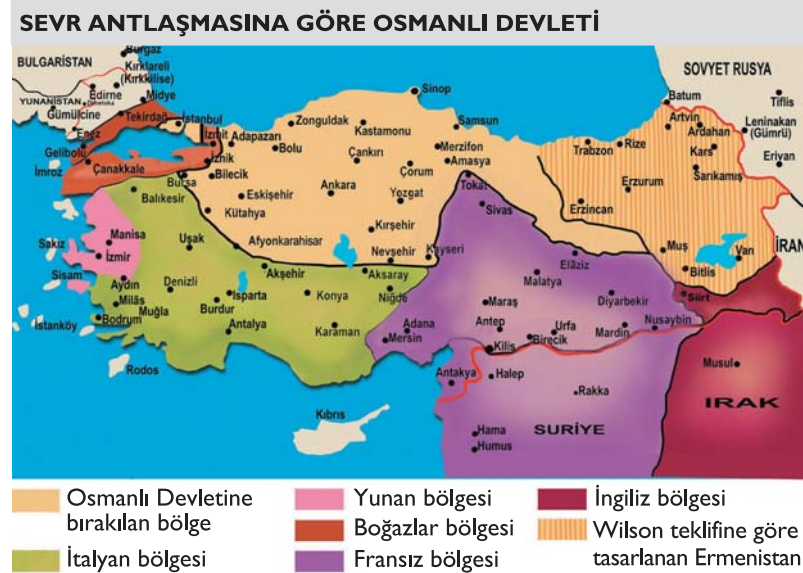 SEVR ANTLAŞMASINA GÖRE OSMANLI DEVLETİ
BULGARİSTAN
Burgaz
Kırklareli
(Kırkkilise)
Edirne
Midye
YUNANİSTAN
Dimetoka
Gümülcine
Tekirdağ
İstanbul
Enez
Gelibolu
İmroz
Çanakkale
İzmit
Adapazarı
İznik
Bilecik
Bursa
Zonguldak
Bolu
Kastamonu
Sinop
Samsun
Çankırı
Merzifon
Amasya
Çorum
Tokat
Ankara
Yozgat
Eskişehir
Kütahya
Kırşehir
Balıkesir
Sivas
SOVYET RUSYA
Batum
Tiflis
Artvin
Ardahan
Leninakan
(Gümrü)
Trabzon
Rize
Kars
Erivan
Sarıkamış
Erzurum
Erzincan
İRAN
Muş
Van
Bitlis
Siirt
Manisa
Sakız
İzmir
Uşak
Afyonkarahisar
Nevşehir
Kayseri
Elâziz
Sisam
Aydın
Denizli
Akşehir
Aksaray
Malatya
Milâs
Muğla
Isparta
Burdur
Konya
Niğde
Maraş
Diyarbekir
İstanköy
Bodrum
Antalya
Karaman
Adana
Mersin
Antep
Urfa
Birecik
Mardin
Nusaybin
Kilis
Rodos
Antakya
Halep
Musul
Kıbrıs
Rakka
IRAK
Hama
Humus
SURİYE
Osmanlı Devletine
bırakılan bölge
İtalyan bölgesi
Yunan bölgesi
Boğazlar bölgesi
Fransız bölgesi
İngiliz bölgesi
Wilson teklifine göre
tasarlanan Ermenistan